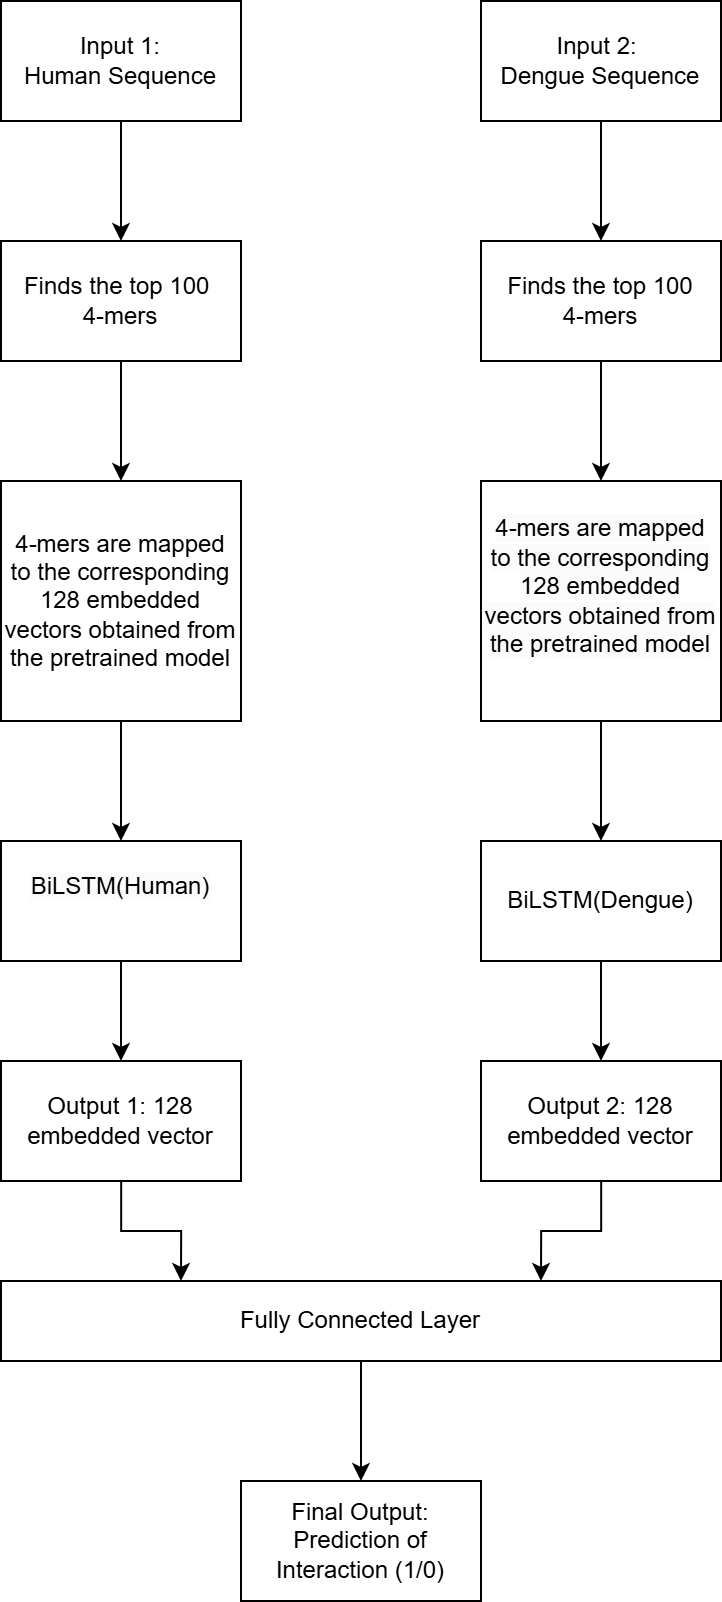 Input 1:
Human Sequence
Input 2:
Dengue Sequence
Finds the top 100
4-mers
Finds the top 100
4-mers
4-mers are mapped
to the corresponding
128 embedded
vectors obtained from
the pretrained model
4-mers are mapped
to the corresponding
128 embedded
vectors obtained from
the pretrained model
BiLSTM(Human)
BiLSTM(Dengue)
Output 1: 128
embedded vector
Output 2: 128
embedded vector
Fully Connected Layer
Final Output:
Prediction of
Interaction (1/0)